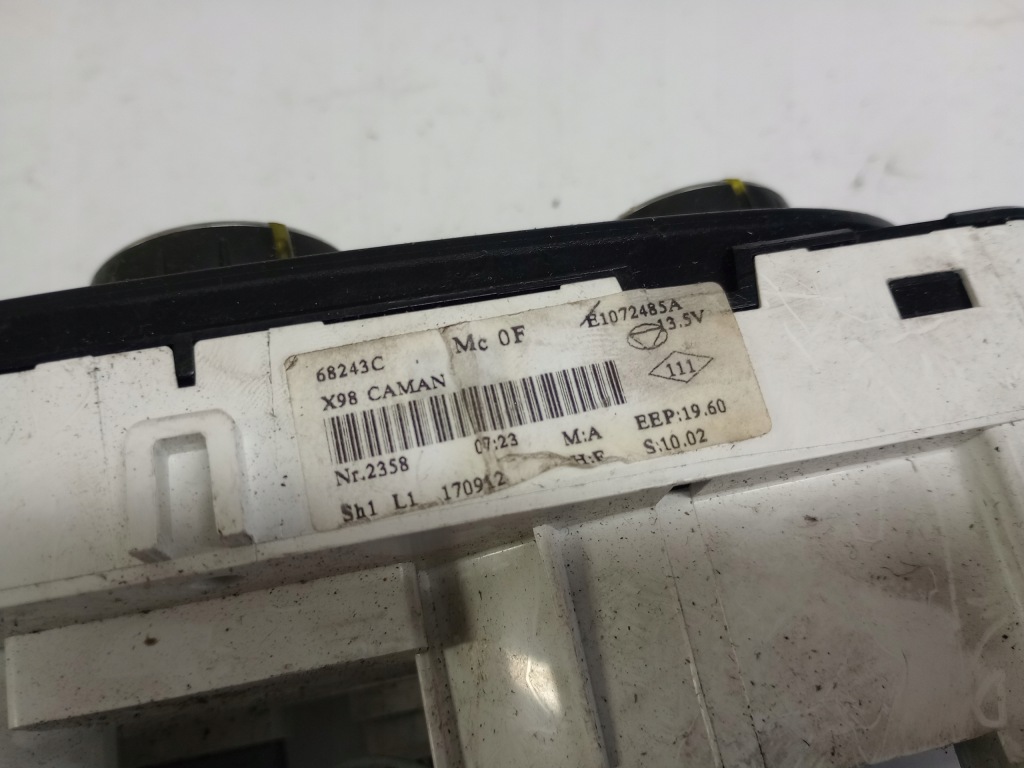 68243C Mc 0F E1072485A
13.5V
X98 CAMAN 111
Nr.2358 07:23 M:A EEP:19.60
Sh1 L1 170912 H:F S:10.02